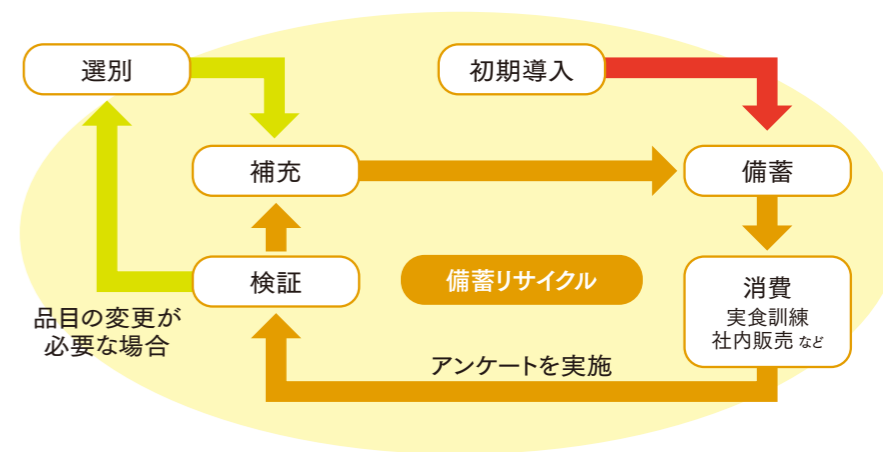 選別
初期導入
補充
備蓄
検証
備蓄リサイクル
消費
実食訓練
社内販売 など
品目の変更が
必要な場合
アンケートを実施